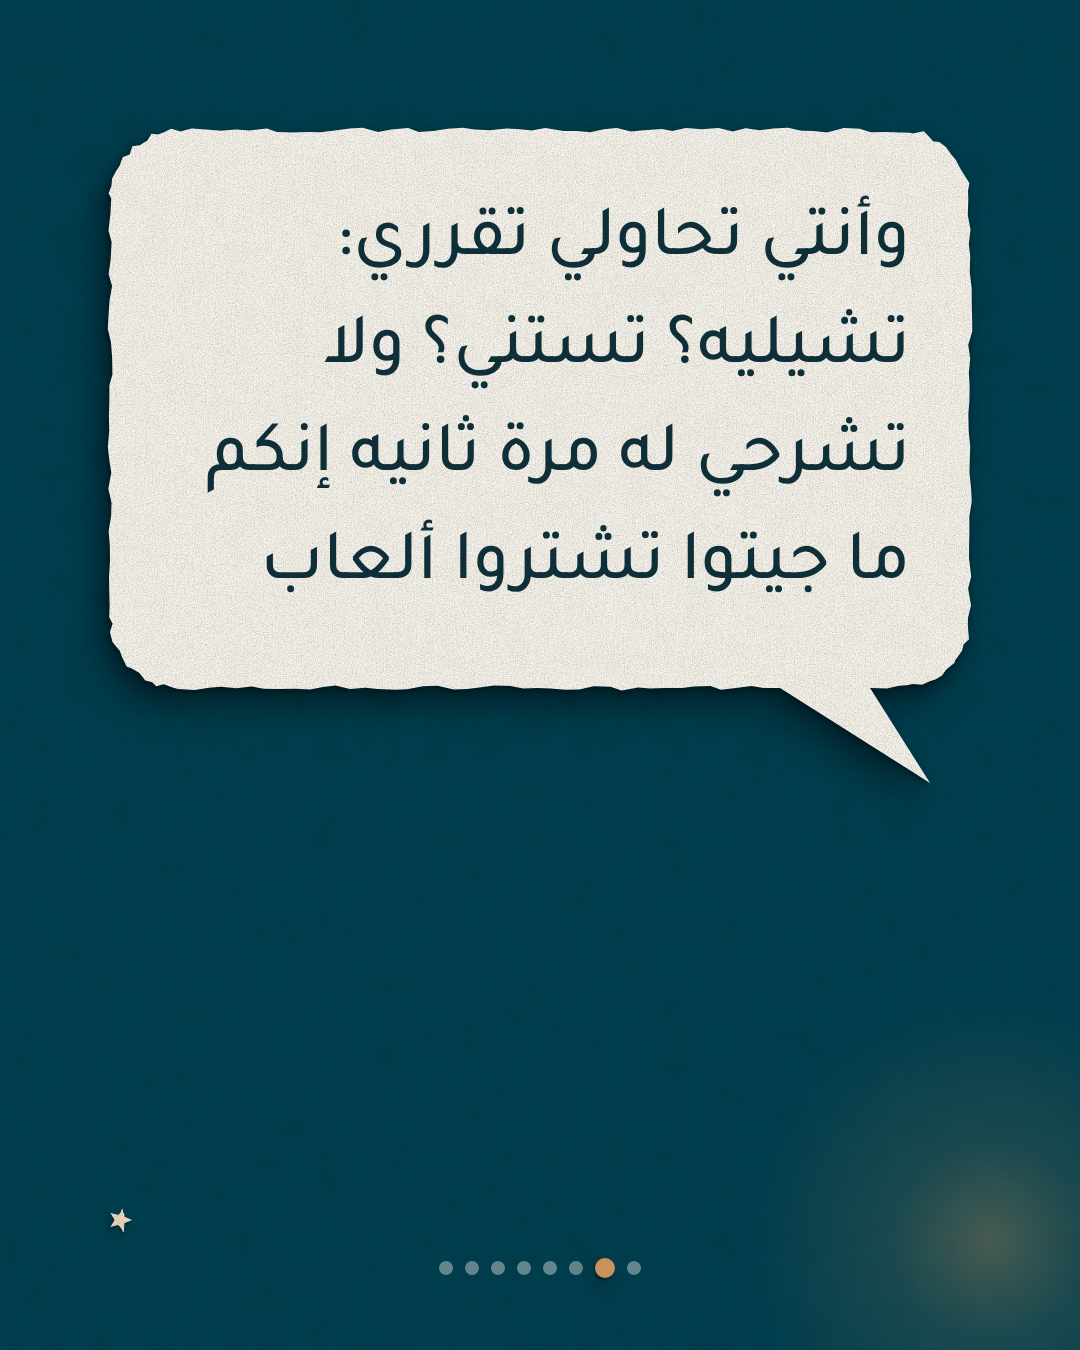 وأنتي تحاولي تقرري:
تشيليه؟ تستني؟ ولا
تشرحي له مرة ثانيه إنكم
ما جيتوا تشتروا ألعاب